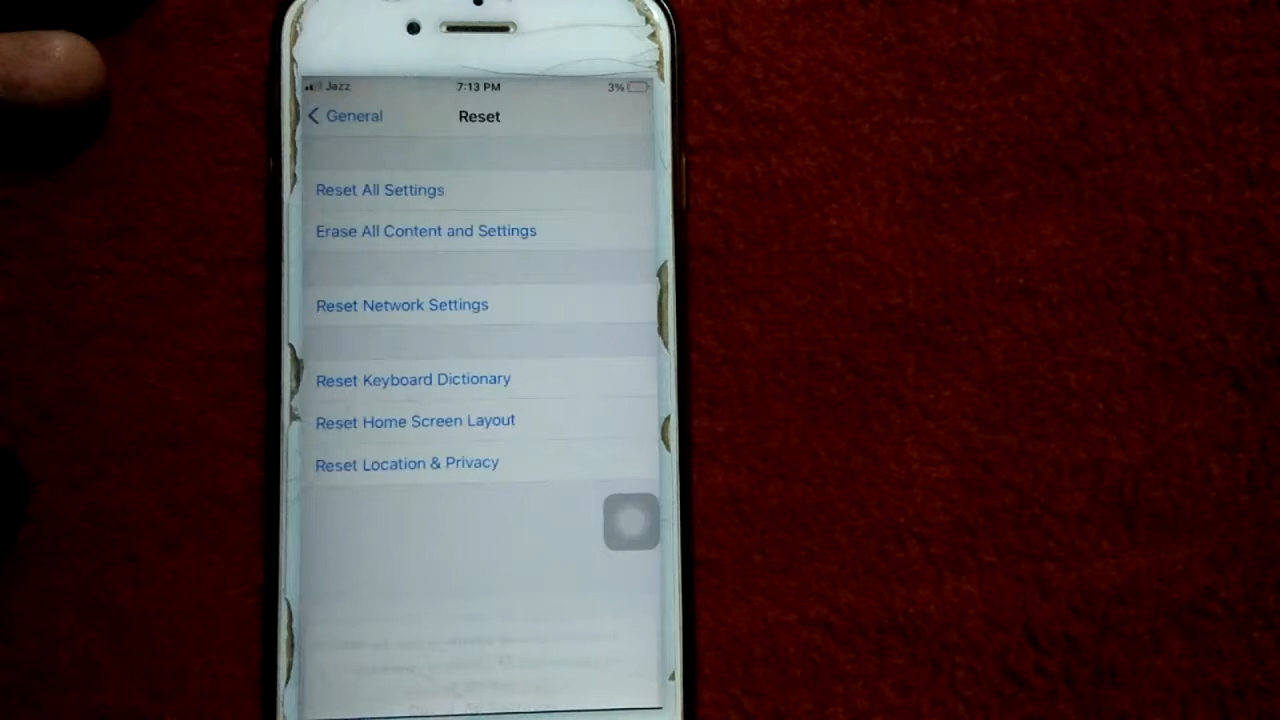 Jazz 7:13 PM 3%
General Reset
Reset All Settings
Erase All Content and Settings
Reset Network Settings
Reset Keyboard Dictionary
Reset Home Screen Layout
Reset Location & Privacy